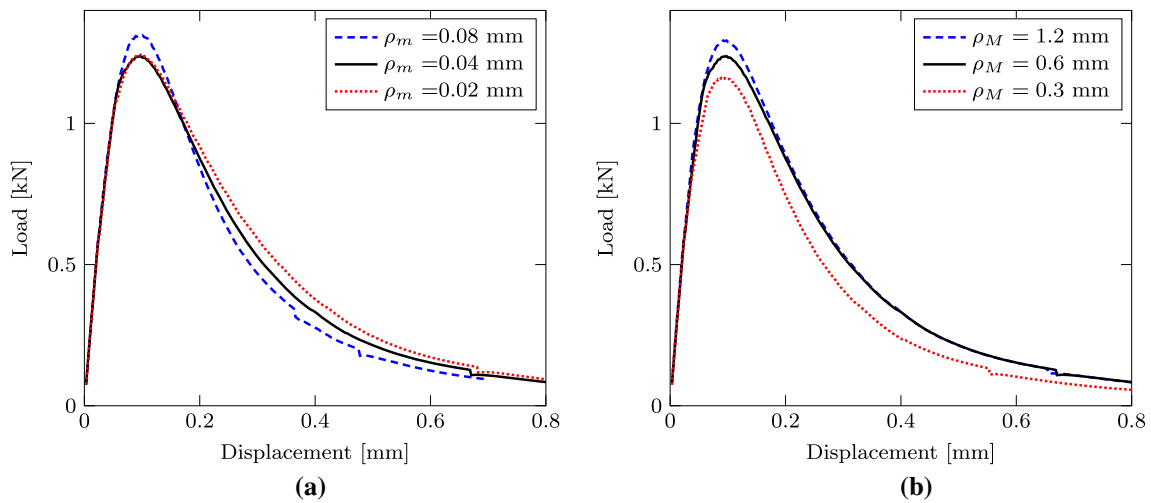 ρm =0.08 mm
ρm =0.04 mm
ρm =0.02 mm
1
0.5
0
Load [kN]
0 0.2 0.4 0.6 0.8
Displacement [mm]
(a)
ρM = 1.2 mm
ρM = 0.6 mm
ρM = 0.3 mm
1
0.5
0
Load [kN]
0 0.2 0.4 0.6 0.8
Displacement [mm]
(b)